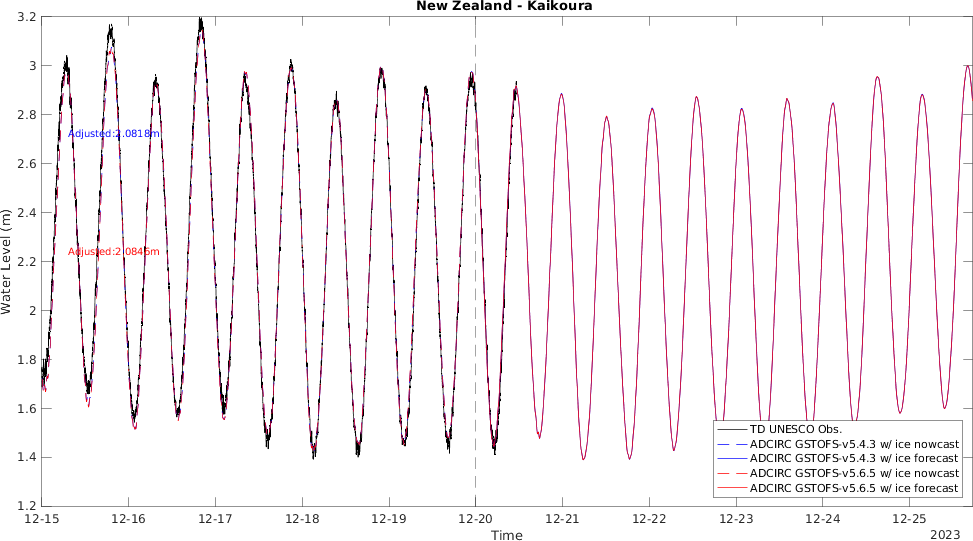 New Zealand - Kaikoura
3.2
3
2.8
2.6
2.4
2.2
2
1.8
1.6
1.4
1.2
Water Level (m)
Adjusted:2.0818m
Adjusted:2.0846m
TD UNESCO Obs.
ADCIRC GSTOFS-v5.4.3 w/ ice nowcast
ADCIRC GSTOFS-v5.4.3 w/ ice forecast
ADCIRC GSTOFS-v5.6.5 w/ ice nowcast
ADCIRC GSTOFS-v5.6.5 w/ ice forecast
12-15 12-16 12-17 12-18 12-19 12-20 12-21 12-22 12-23 12-24 12-25
Time
2023